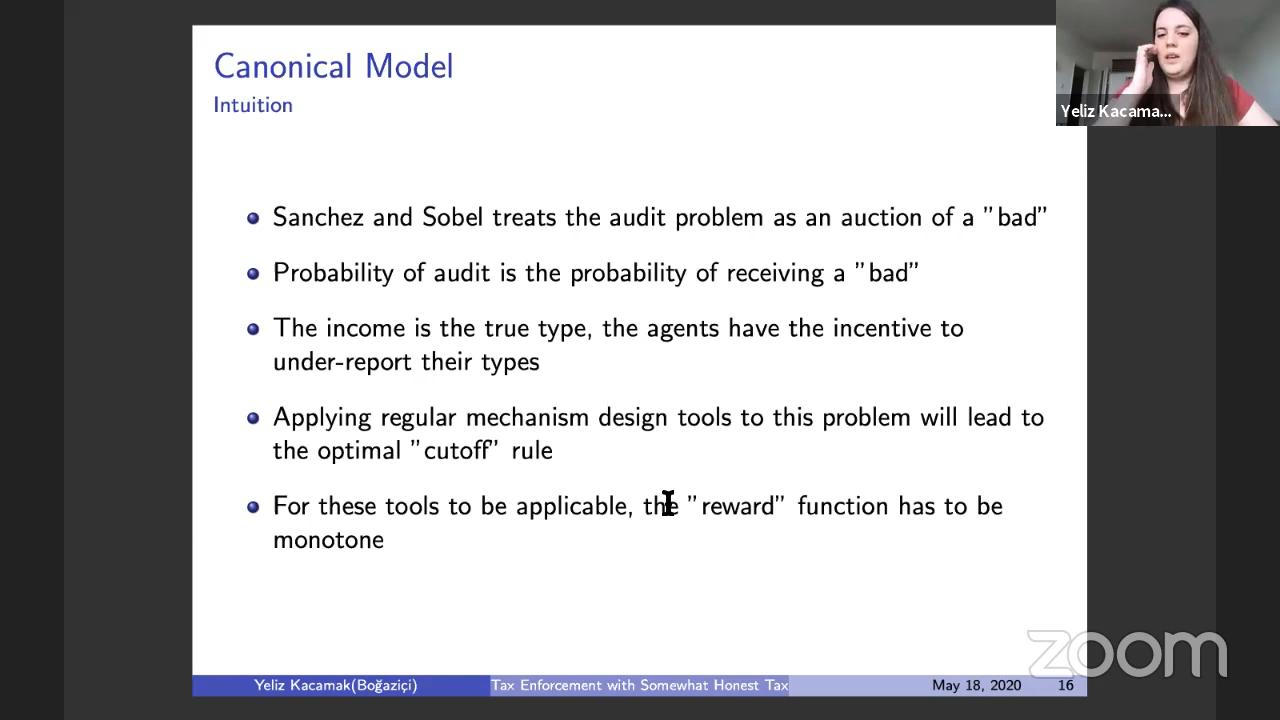 Canonical Model
Intuition
Yeliz Kacama...
Sanchez and Sobel treats the audit problem as an auction of a "bad"
Probability of audit is the probability of receiving a "bad"
The income is the true type, the agents have the incentive to
under-report their types
Applying regular mechanism design tools to this problem will lead to
the optimal "cutoff" rule
For these tools to be applicable, the "reward" function has to be
monotone
zoom
Yeliz Kacamak(Boğaziçi)
Tax Enforcement with Somewhat Honest Tax
May 18, 2020
16